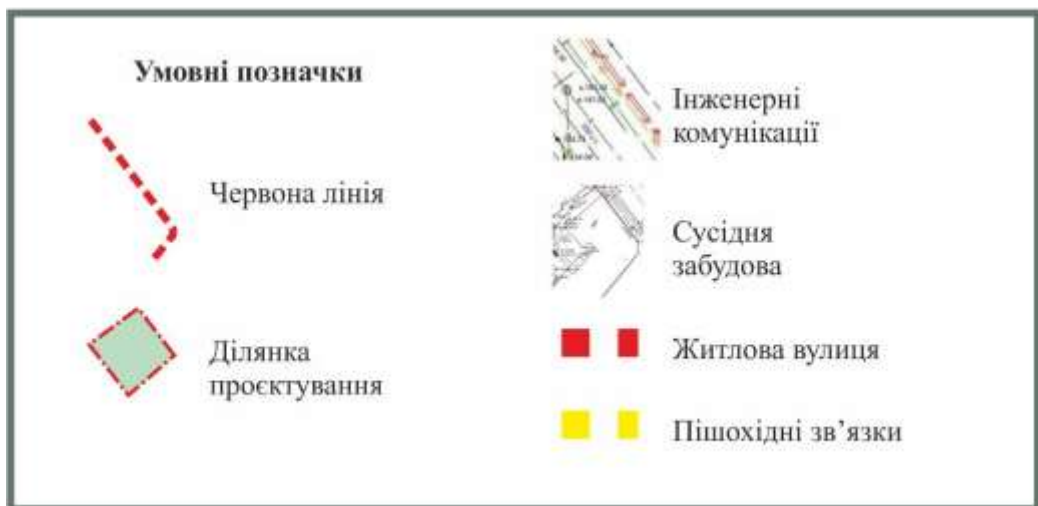 Умовні позначки
Червона лінія
Ділянка
проєктування
Інженерні
комунікації
Сусідня
забудова
Житлова вулиця
Пішохідні зв’язки